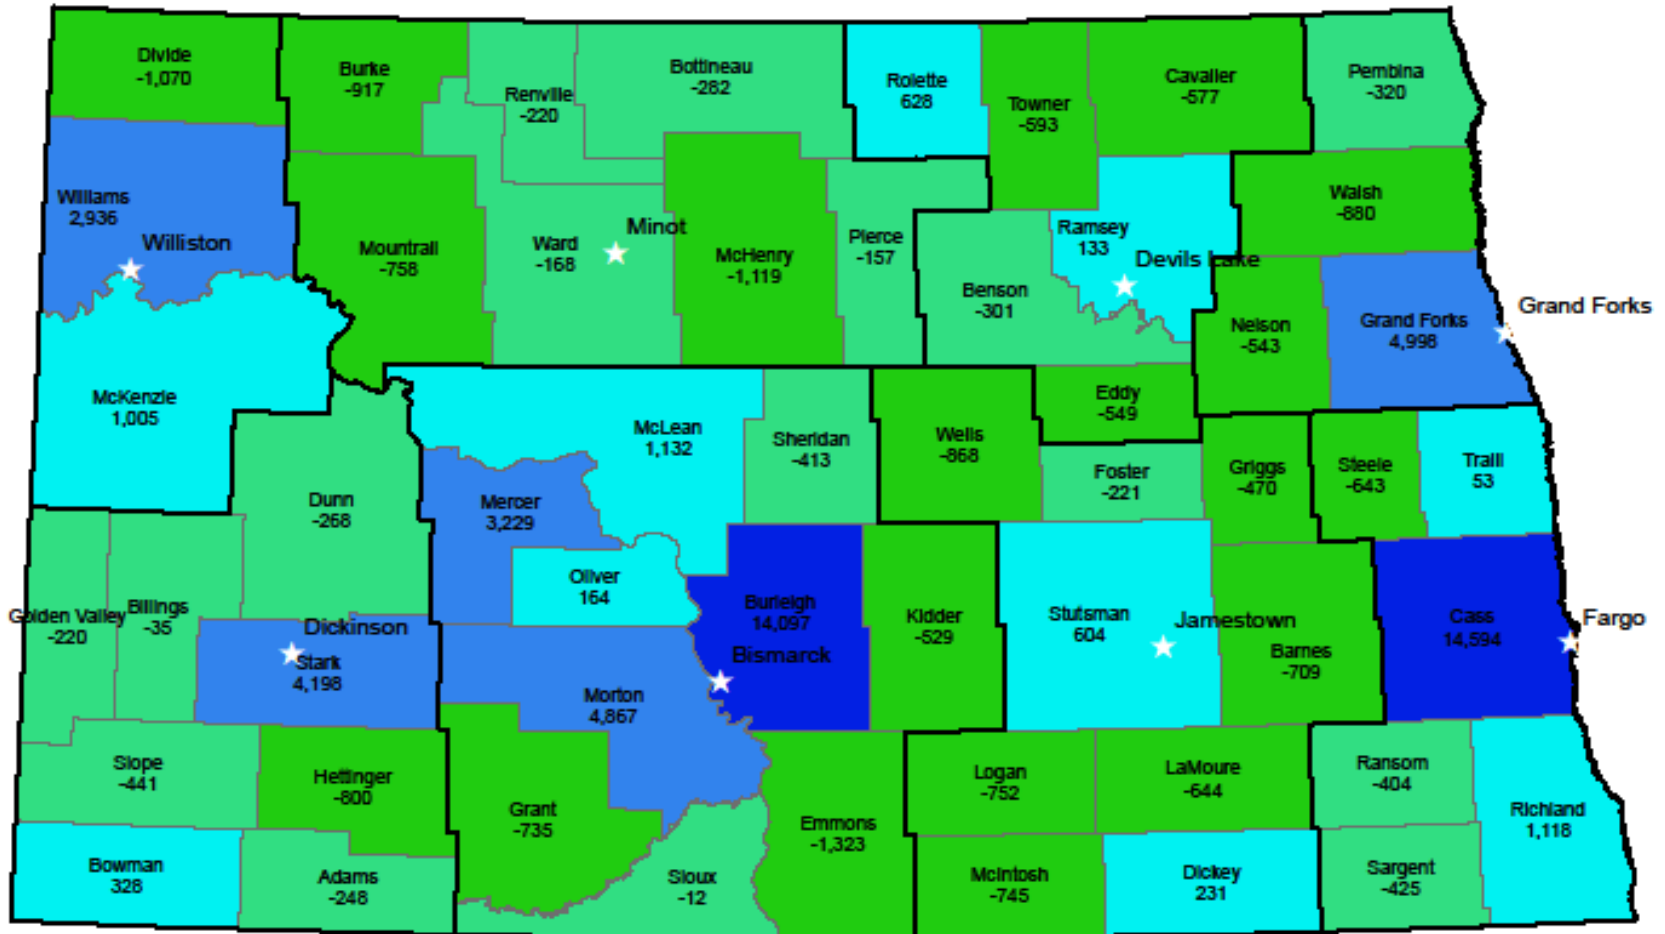 Divide
-1,070
Burke
-917
Renville
-220
Bottineau
-282
Rolette
628
Towner
-593
Cavalier
-577
Pembina
-320
Williams
2,936
Williston
Mountrail
-758
Ward
-168
Minot
McHenry
-1,119
Pierce
-157
Benson
-301
Ramsey
133
Devils Lake
Walsh
-880
Nelson
-543
Grand Forks
4,998
Grand Forks
McKenzie
1,005
Dunn
-268
McLean
1,132
Mercer
3,229
Sheridan
-413
Wells
-868
Eddy
-549
Foster
-221
Griggs
-470
Steele
-643
Traill
53
Golden Valley
-220
Billings
-35
Dickinson
Stark
4,198
Oliver
164
Morton
4,867
Burleigh
14,097
Bismarck
Kidder
-529
Stutsman
604
Jamestown
Barnes
-709
Cass
14,594
Fargo
Slope
-441
Hettinger
-800
Grant
-735
Emmons
-1,323
Logan
-752
LaMoure
-644
Ransom
-404
Richland
1,118
Bowman
328
Adams
-248
Sioux
-12
McIntosh
-745
Dickey
231
Sargent
-425